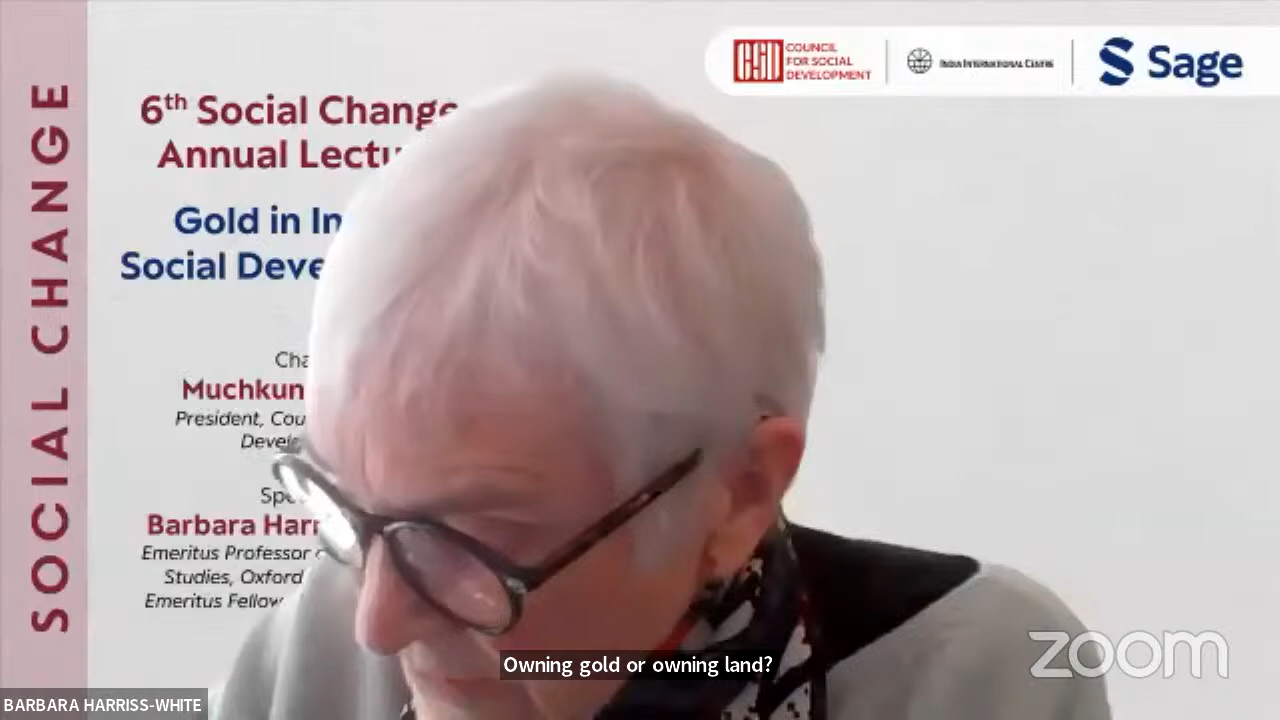 SOCIAL CHANGE
CSD
COUNCIL
FOR SOCIAL
DEVELOPMENT
INDIA INTERNATIONAL CENTRE
Sage
6th Social Change
Annual Lectu
Gold in In
Social Deve
Cha
Muchkun
President, Cou
Develo
Spe
Barbara Harr
Emeritus Professor
Studies, Oxford
Emeritus Fellow
Owning gold or owning land?
zoom
BARBARA HARRISS-WHITE